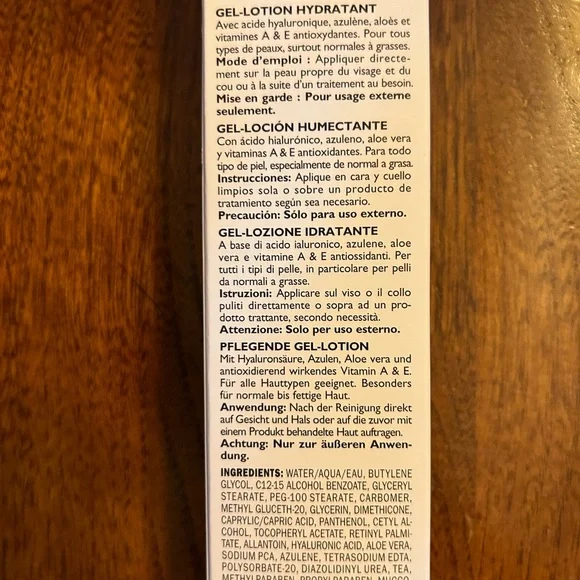 GEL-LOTION HYDRATANT
Avec acide hyaluronique, azulène, aloès et
vitamines A & E antioxydantes. Pour tous
types de peaux, surtout normales à grasses.
Mode d'emploi : Appliquer directe-
ment sur la peau propre du visage et du
cou ou à la suite d'un traitement au besoin.
Mise en garde : Pour usage externe
seulement.
GEL-LOCIÓN HUMECTANTE
Con ácido hialurónico, azuleno, aloe vera
y vitaminas A & E antioxidantes. Para todo
tipo de piel, especialmente de normal a grasa.
Instrucciones: Aplique en cara y cuello
limpios sola o sobre un producto de
tratamiento según sea necesario.
Precaución: Sólo para uso externo.
GEL-LOZIONE IDRATANTE
A base di acido ialuronico, azulene, aloe
vera e vitamine A & E antiossidanti. Per
tutti i tipi di pelle, in particolare per pelli
da normali a grasse.
Istruzioni: Applicare sul viso o il collo
puliti direttamente o sopra ad un pro-
dotto trattante, secondo necessità.
Attenzione: Solo per uso esterno.
PFLEGENDE GEL-LOTION
Mit Hyaluronsäure, Azulen, Aloe vera und
antioxidierend wirkendes Vitamin A & E.
Für alle Hauttypen geeignet. Besonders
für normale bis fettige Haut.
Anwendung: Nach der Reinigung direkt
auf Gesicht und Hals oder auf die zuvor mit
einem Produkt behandelte Haut auftragen.
Achtung: Nur zur äußeren Anwen-
dung.
INGREDIENTS: WATER/AQUA/EAU, BUTYLENE
GLYCOL, C12-15 ALCOHOL BENZOATE, GLYCERYL
STEARATE, PEG-100 STEARATE, CARBOMER,
METHYL GLUCETH-20, GLYCERIN, DIMETHICONE,
CAPRYLIC/CAPRIC ACID, PANTHENOL, CETYL AL-
COHOL, TOCOPHERYL ACETATE, RETINYL PALMI-
TATE, ALLANTOIN, HYALURONIC ACID, ALOE VERA,
SODIUM PCA, AZULENE, TETRASODIUM EDTA,
POLYSORBATE-20, DIAZOLIDINYL UREA, TEA,
METHYLPARABEN, PROPYLPARABEN, MUCCO-